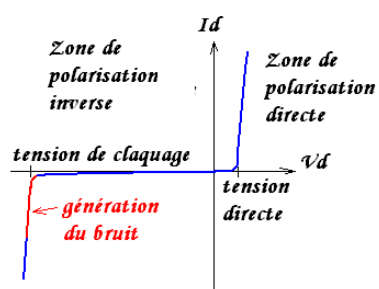 Id
Zone de
polarisation
inverse
Zone de
polarisation
directe
tension de claquage
Vd
tension
directe
génération
du bruit